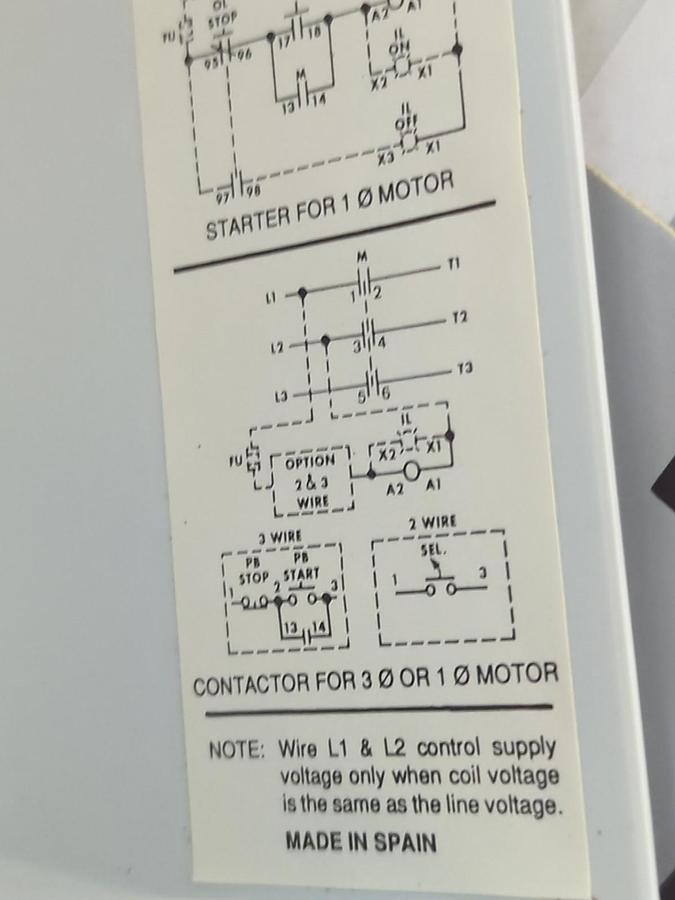 OL
STOP
FU
95 96
17 18
A2 A1
M
13 14
IL
ON
X2 X1
IL
OFF
X3 X1
97 98
STARTER FOR 1 Ø MOTOR
M
L1 1 2 T1
L2 3 4 T2
L3 5 6 T3
IL
FU
OPTION
2 & 3
WIRE
X2 X1
A2 A1
3 WIRE
PB
STOP
PB
START
1 2 3
13 14
2 WIRE
SEL.
1 3
CONTACTOR FOR 3 Ø OR 1 Ø MOTOR
NOTE: Wire L1 & L2 control supply
voltage only when coil voltage
is the same as the line voltage.
MADE IN SPAIN